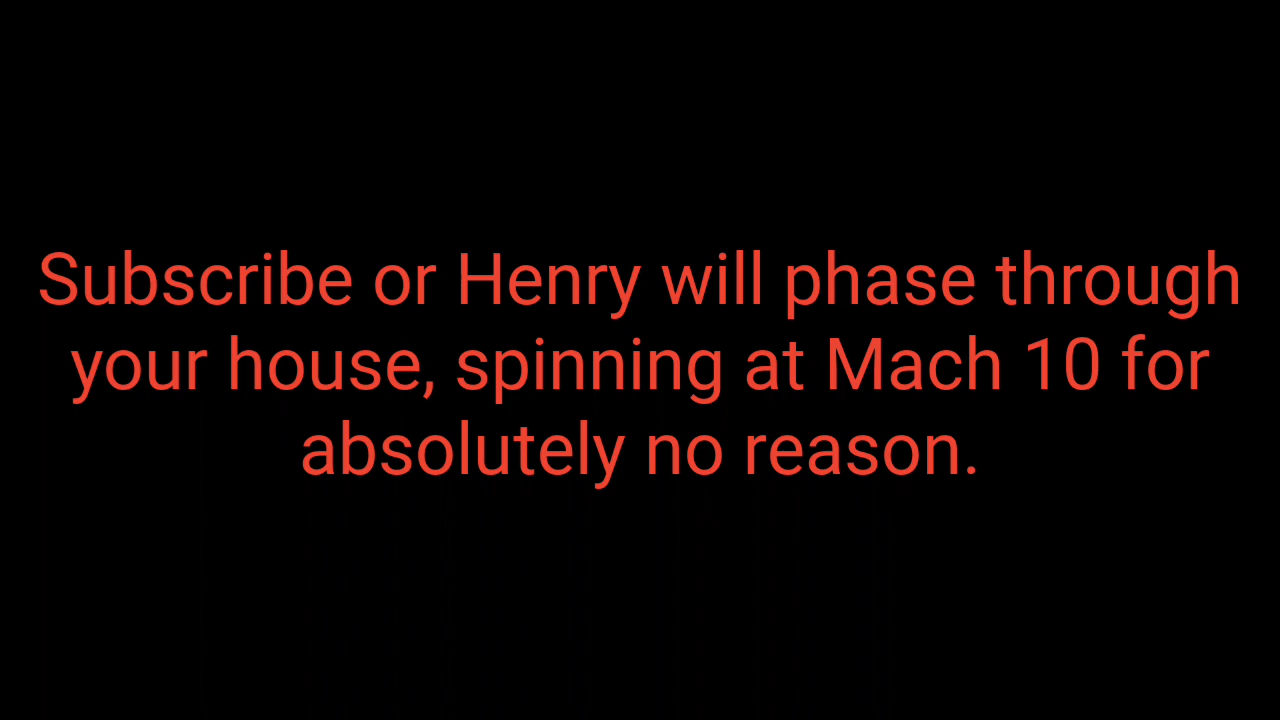 Subscribe or Henry will phase through
your house, spinning at Mach 10 for
absolutely no reason.